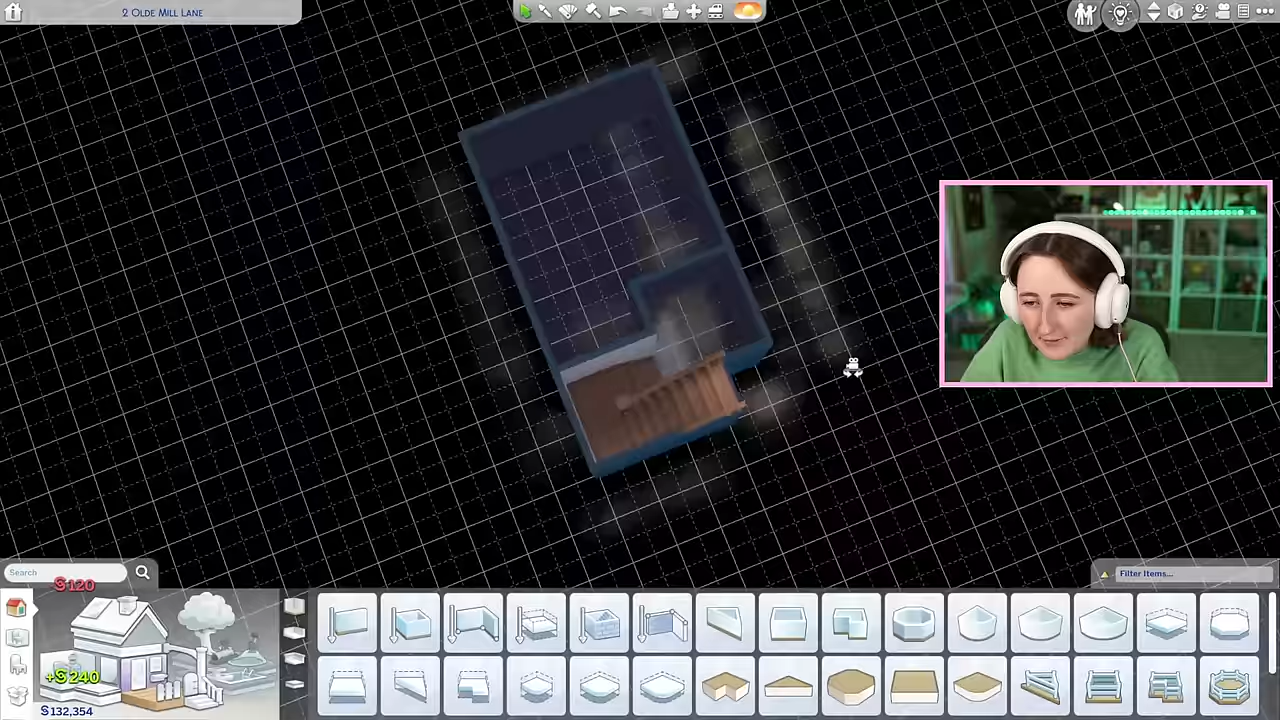 2 Olde Mill Lane
Search
Filter Items...
§120
+§240
§132,354